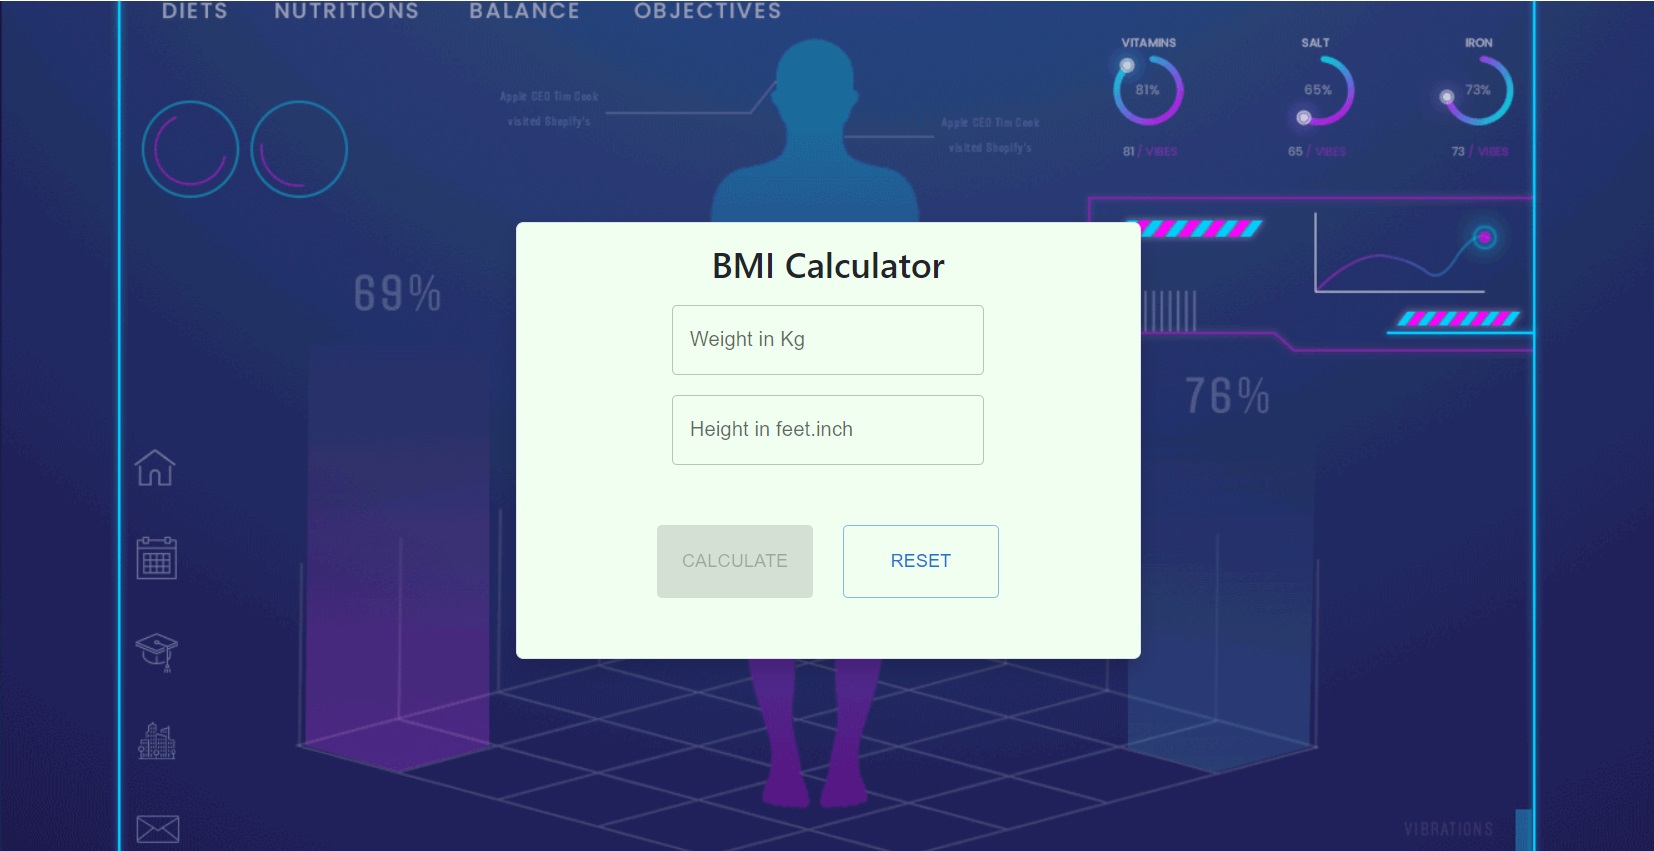 DIETS NUTRITIONS BALANCE OBJECTIVES
VITAMINS SALT IRON
81% 65% 73%
81 / VIBES 65 / VIBES 73 / VIBES
Apple CEO Tim Cook
visited Shopify's
Apple CEO Tim Cook
visited Shopify's
69%
76%
BMI Calculator
Weight in Kg
Height in feet.inch
CALCULATE RESET
VIBRATIONS